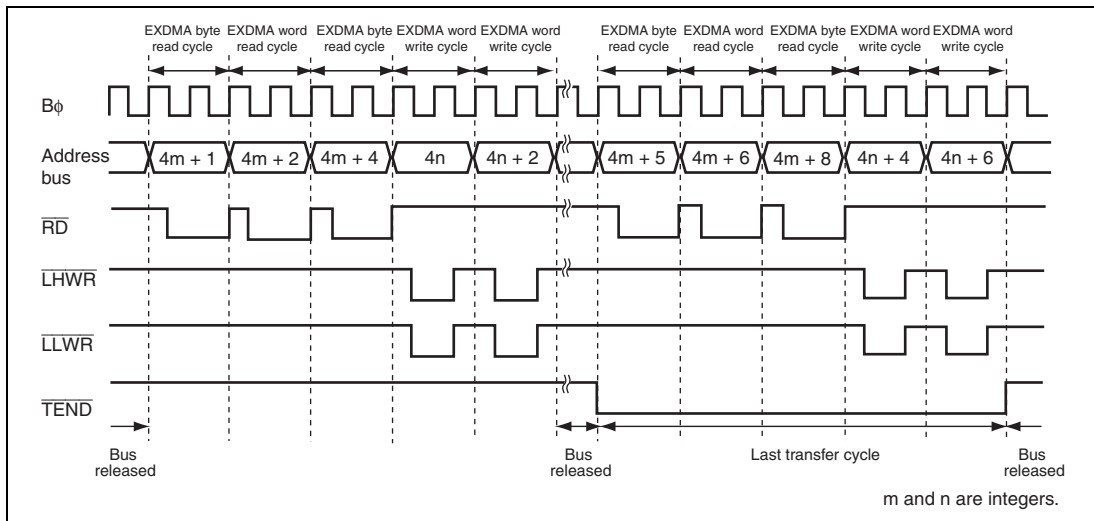 EXDMA byte EXDMA word EXDMA byte EXDMA word EXDMA word EXDMA byte EXDMA word EXDMA byte EXDMA word EXDMA word
read cycle read cycle read cycle write cycle write cycle read cycle read cycle read cycle write cycle write cycle
Bϕ
Address bus 4m + 1 4m + 2 4m + 4 4n 4n + 2 4m + 5 4m + 6 4m + 8 4n + 4 4n + 6
RD
LHWR
LLWR
TEND
Bus Bus Last transfer cycle Bus
released released released
m and n are integers.